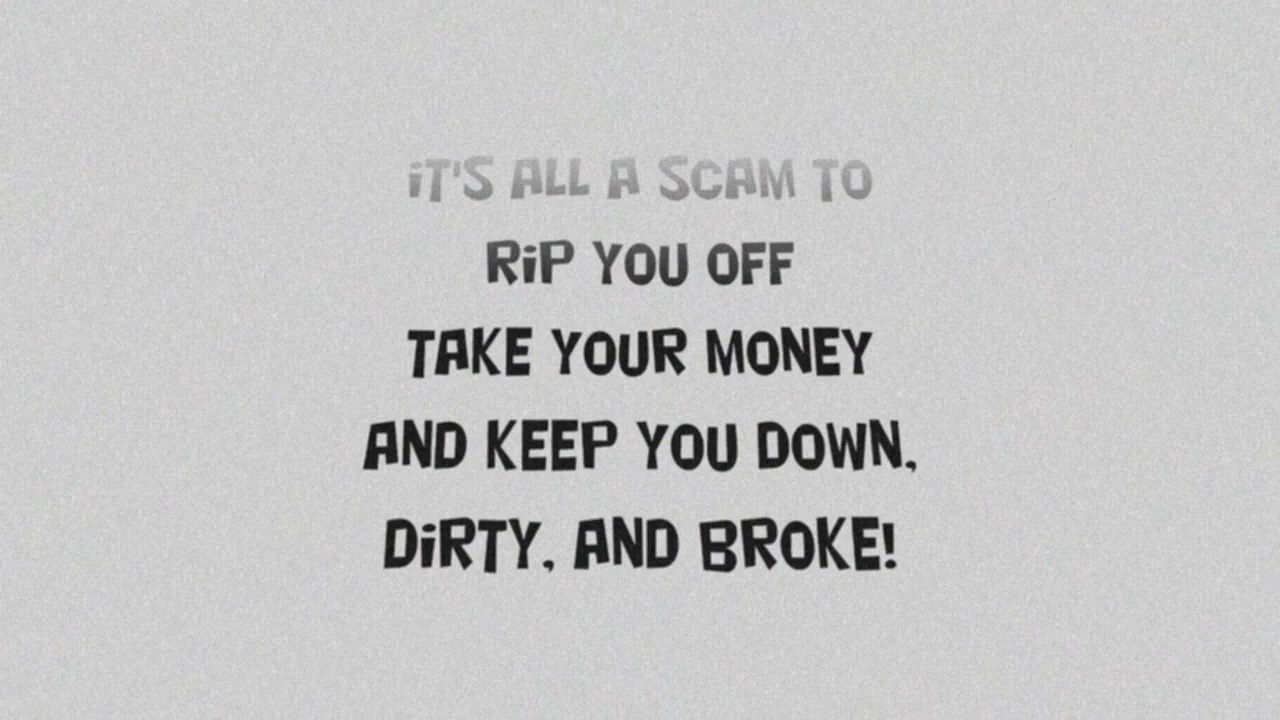 iT'S ALL A SCAM TO
RiP YOU OFF
TAKE YOUR MONEY
AND KEEP YOU DOWN,
DiRTY, AND BROKE!